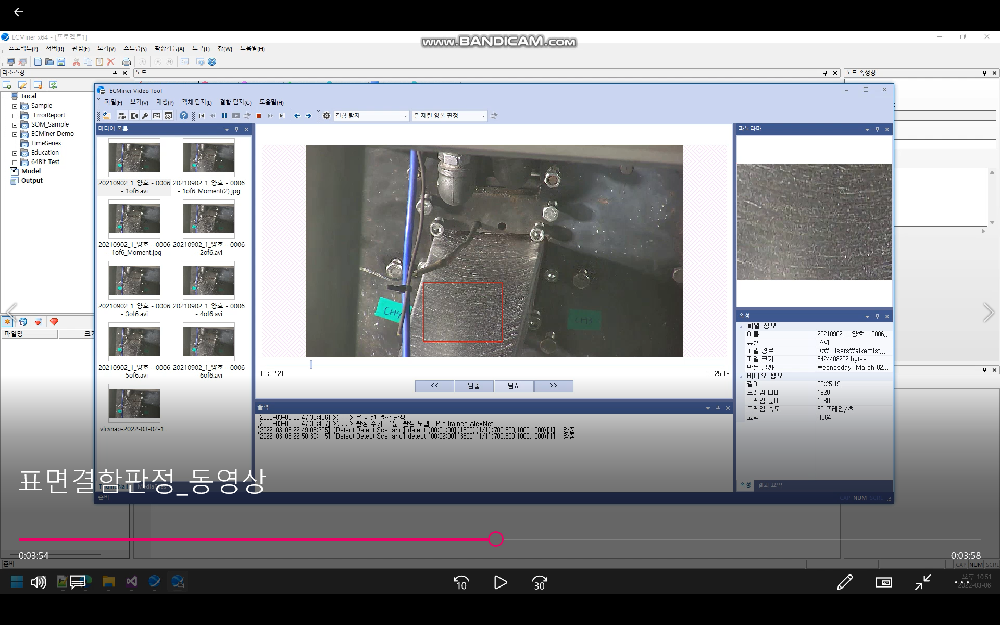 ECMiner x64 - [프로젝트1]
www.BANDICAM.com
프로젝트(P) 서버(R) 편집(E) 보기(V) 스트림(S) 확장기능(A) 도구(T) 창(W) 도움말(H)
리소스창
노드
노드 속성창
Local
Sample
_ErrorReport_
SOM_Sample
ECMiner Demo
TimeSeries_
Education
64Bit_Test
Model
Output
파일명 크기
ECMiner Video Tool
파일(F) 보기(V) 재생(P) 객체 탐지(L) 결함 탐지(G) 도움말(H)
결함 탐지 은 제련 양불 판정
미디어 목록
20210902_1_양호 - 0006 - 1of6.avi
20210902_1_양호 - 0006 - 1of6_Moment(2).jpg
20210902_1_양호 - 0006 - 1of6_Moment.jpg
20210902_1_양호 - 0006 - 2of6.avi
20210902_1_양호 - 0006 - 3of6.avi
20210902_1_양호 - 0006 - 4of6.avi
20210902_1_양호 - 0006 - 5of6.avi
20210902_1_양호 - 0006 - 6of6.avi
vlcsnap-2022-03-02-1...
CH4
CH3
00:02:21
00:25:19
<< 멈춤 탐지 >>
출력
[2022-03-06 22:47:38:456] >>>>> 은 제련 결함 판정
[2022-03-06 22:47:38:457] >>>>> 판정 주기 : 1분, 판정 모델 : Pre trained AlexNet
[2022-03-06 22:49:05:795] [Defect Detect Scenario] detect:[00:01:00][1800][1/1](700,600,1000,1000)[1] - 양품
[2022-03-06 22:50:30:115] [Defect Detect Scenario] detect:[00:02:00][3600][1/1](700,600,1000,1000)[1] - 양품
파노라마
속성
파일 정보
이름 20210902_1_양호 - 0006...
유형 .AVI
파일 경로 D:\_Users\alkemist...
파일 크기 3424408202 bytes
만든 날짜 Wednesday, March 02...
비디오 정보
길이 00:25:19
프레임 너비 1920
프레임 높이 1080
프레임 속도 30 프레임/초
코덱 H264
속성 결과 요약
ThumbNails MediaFiles
준비
CAP NUM SCRL
표면결함판정_동영상
0:03:54
0:03:58
준비
CAP NUM SCRL
10
30
오후 10:51
2022-03-06